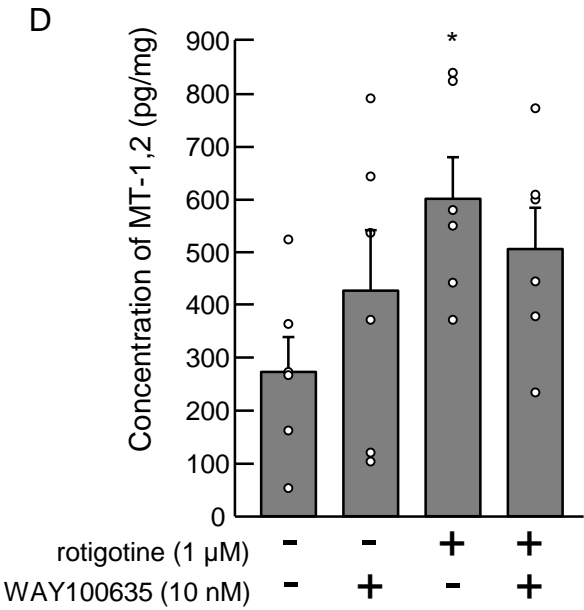 D
Concentration of MT-1,2 (pg/mg)
900
800
700
600
500
400
300
200
100
0
*
rotigotine (1 µM) - - + +
WAY100635 (10 nM) - + - +